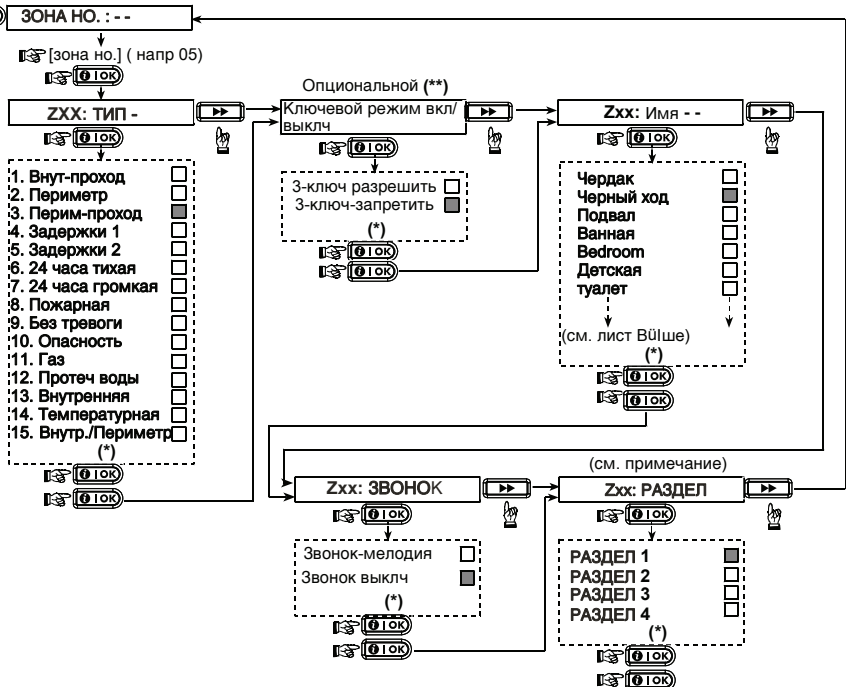 ЗОНА НО. : - -
[зона но.] ( напр 05)
i I OK
Опциональной (**)
ZXX: ТИП -
Ключевой режим вкл/
выклч
Zxx: Имя - -
i I OK
i I OK
i I OK
1. Внут-проход
2. Периметр
3. Перим-проход
4. Задержки 1
5. Задержки 2
6. 24 часа тихая
7. 24 часа громкая
8. Пожарная
9. Без тревоги
10. Опасность
11. Газ
12. Протеч воды
13. Внутренняя
14. Температурная
15. Внутр./Периметр
(*)
i I OK
i I OK
3-ключ разрешить
3-ключ-запретить
(*)
i I OK
i I OK
Чердак
Черный ход
Подвал
Ванная
Bedroom
Детская
туалет
(см. лист Вüɪше)
(*)
i I OK
i I OK
(см. примечание)
Zxx: ЗВОНОК
Zxx: РАЗДЕЛ
i I OK
i I OK
Звонок-мелодия
Звонок выклч
(*)
i I OK
i I OK
РАЗДЕЛ 1
РАЗДЕЛ 2
РАЗДЕЛ 3
РАЗДЕЛ 4
(*)
i I OK
i I OK